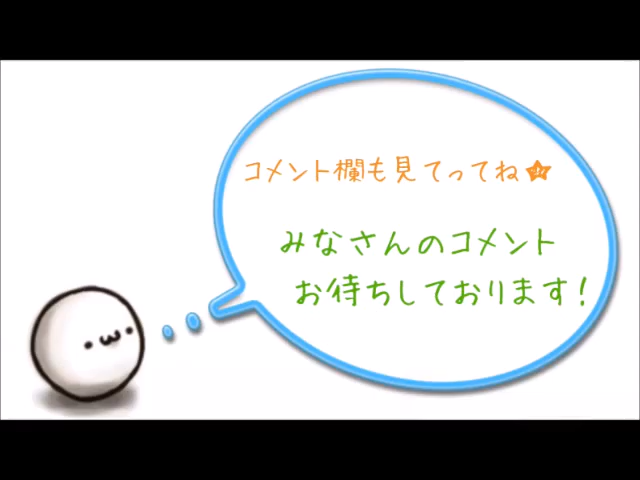 コメント欄も見てってね★
みなさんのコメント
お待ちしております！